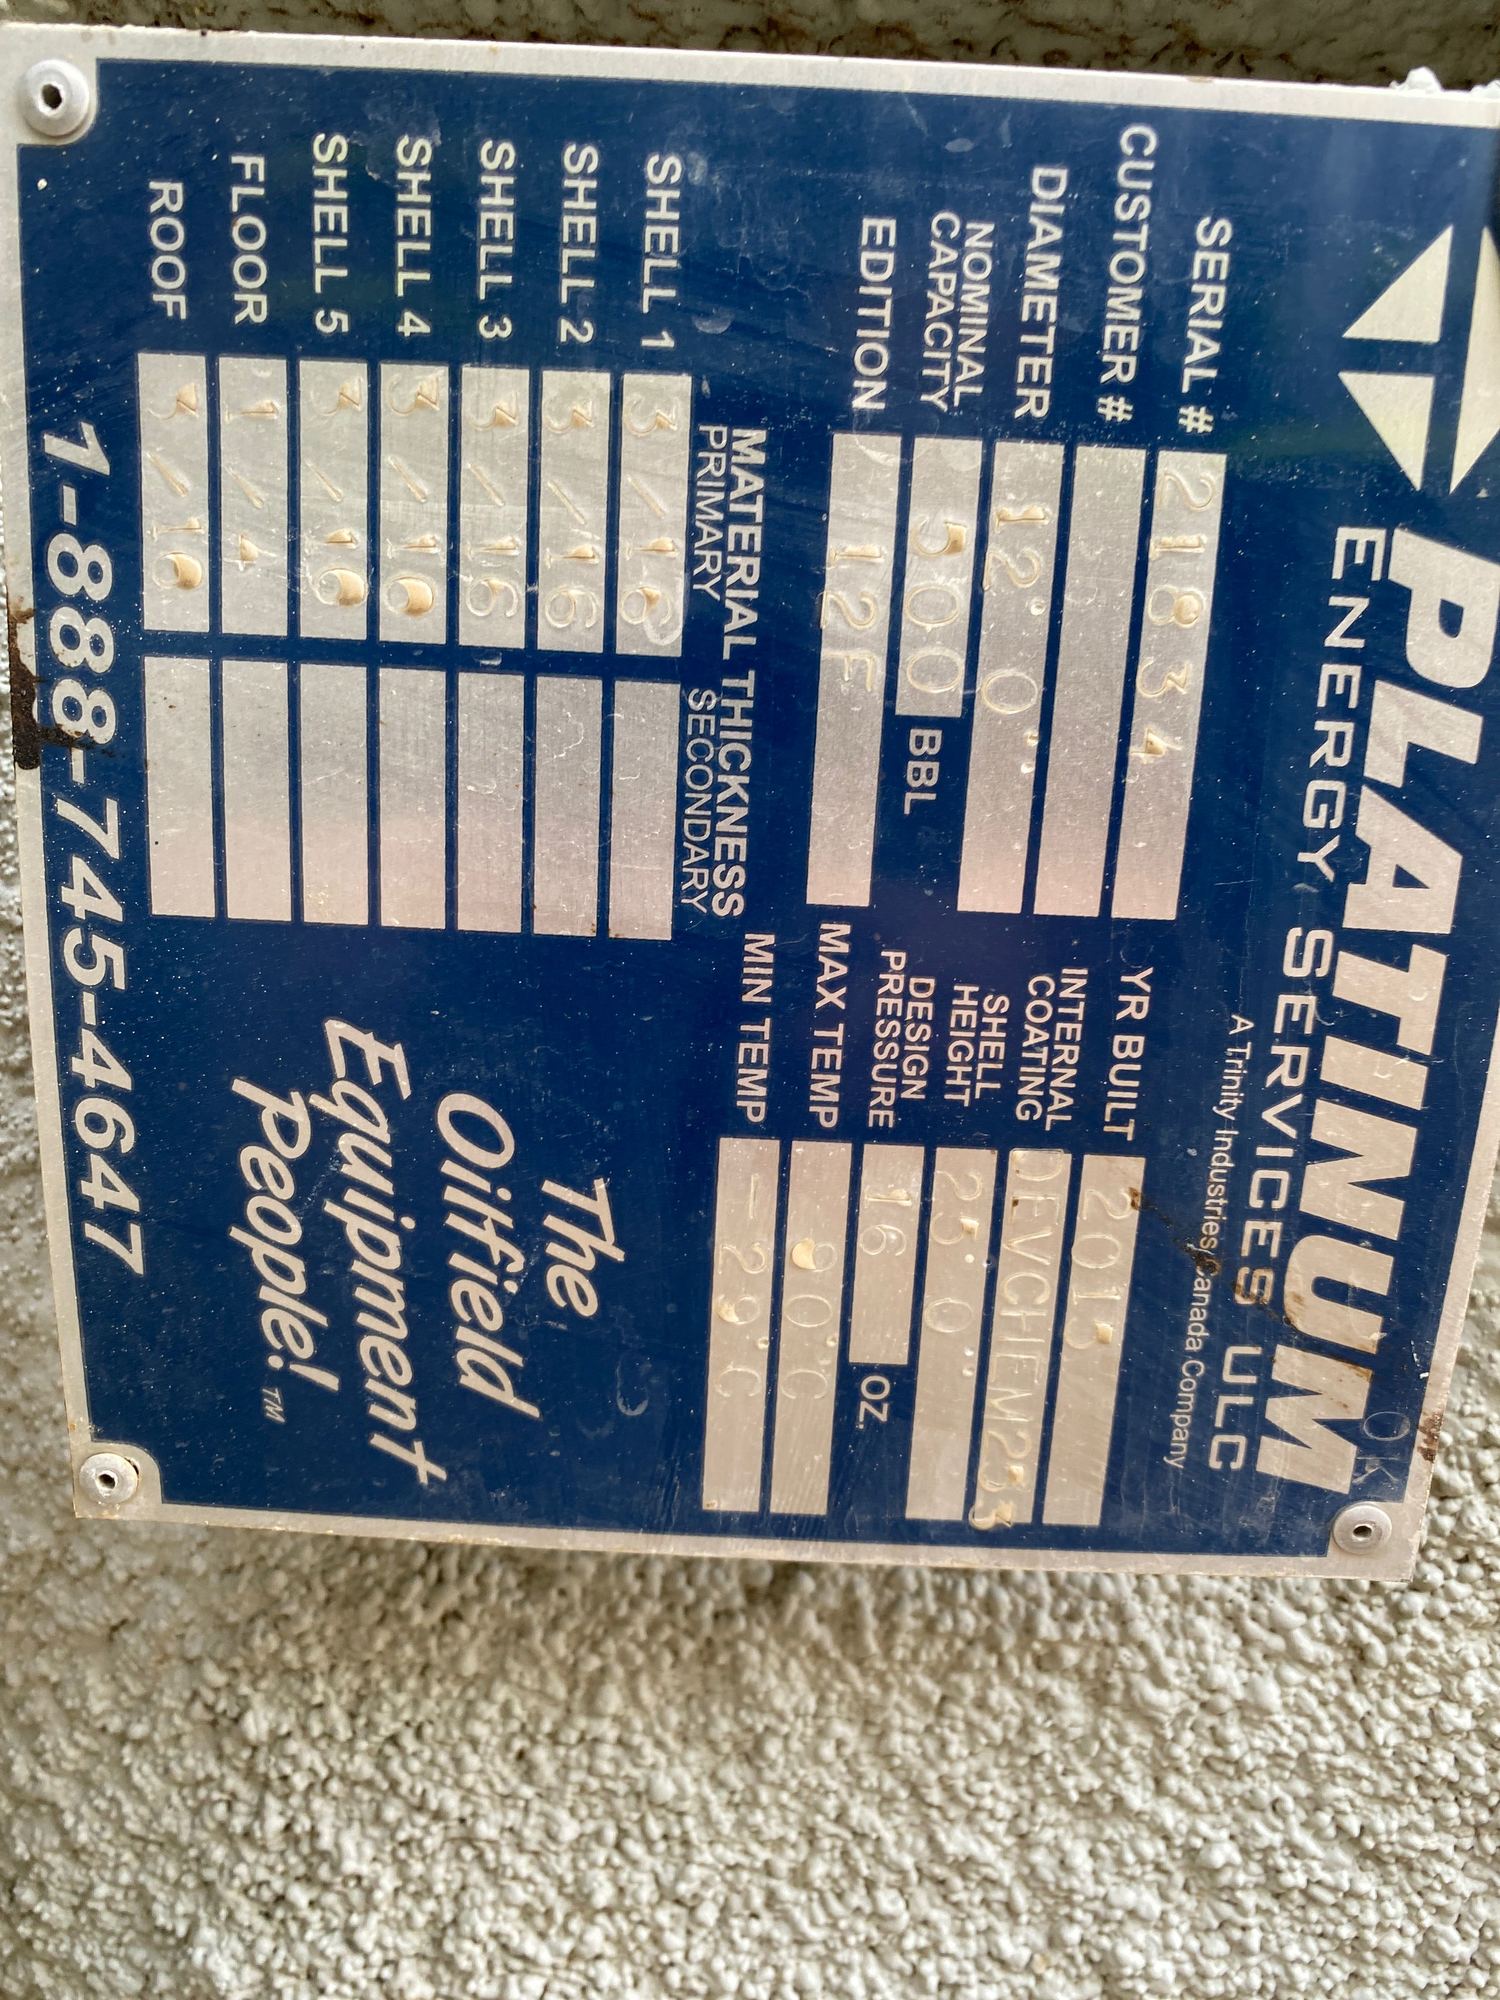 PLATINUM
ENERGY SERVICES ULC
A Trinity Industries Canada Company
OK
SERIAL # 21834
CUSTOMER #
DIAMETER 12' 0"
NOMINAL CAPACITY 500 BBL
EDITION 12F
YR BUILT 2015
INTERNAL COATING DEVCHEM253
SHELL HEIGHT 25' 0"
DESIGN PRESSURE 16 OZ.
MAX TEMP 90°C
MIN TEMP -29°C
MATERIAL THICKNESS
PRIMARY SECONDARY
SHELL 1 3/16
SHELL 2 3/16
SHELL 3 3/16
SHELL 4 3/16
SHELL 5 3/16
FLOOR 1/4
ROOF 3/16
The
Oilfield
Equipment
People!™
1-888-745-4647